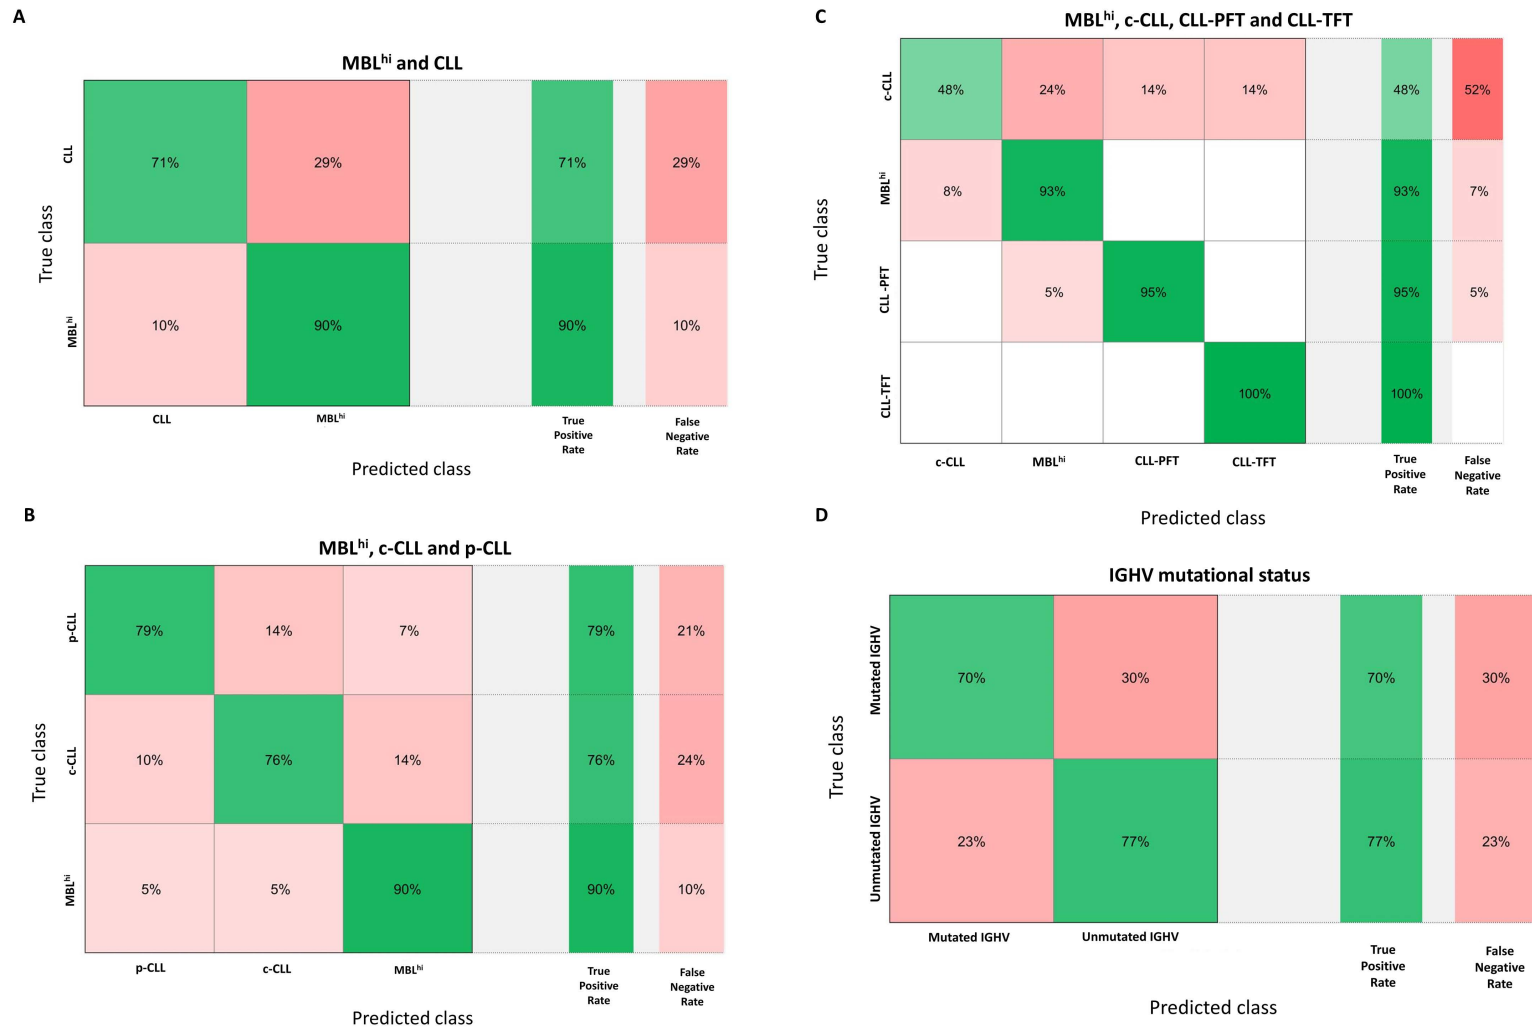 A
MBLhi and CLL
True class
CLL
71%
29%
71%
29%
MBLhi
10%
90%
90%
10%
CLL
MBLhi
True
Positive
Rate
False
Negative
Rate
Predicted class
B
MBLhi, c-CLL and p-CLL
True class
p-CLL
79%
14%
7%
79%
21%
c-CLL
10%
76%
14%
76%
24%
MBLhi
5%
5%
90%
90%
10%
p-CLL
c-CLL
MBLhi
True
Positive
Rate
False
Negative
Rate
Predicted class
C
MBLhi, c-CLL, CLL-PFT and CLL-TFT
True class
c-CLL
48%
24%
14%
14%
48%
52%
MBLhi
8%
93%
93%
7%
CLL -PFT
5%
95%
95%
5%
CLL-TFT
100%
100%
c-CLL
MBLhi
CLL-PFT
CLL-TFT
True
Positive
Rate
False
Negative
Rate
Predicted class
D
IGHV mutational status
True class
Mutated IGHV
70%
30%
70%
30%
Unmutated IGHV
23%
77%
77%
23%
Mutated IGHV
Unmutated IGHV
True
Positive
Rate
False
Negative
Rate
Predicted class